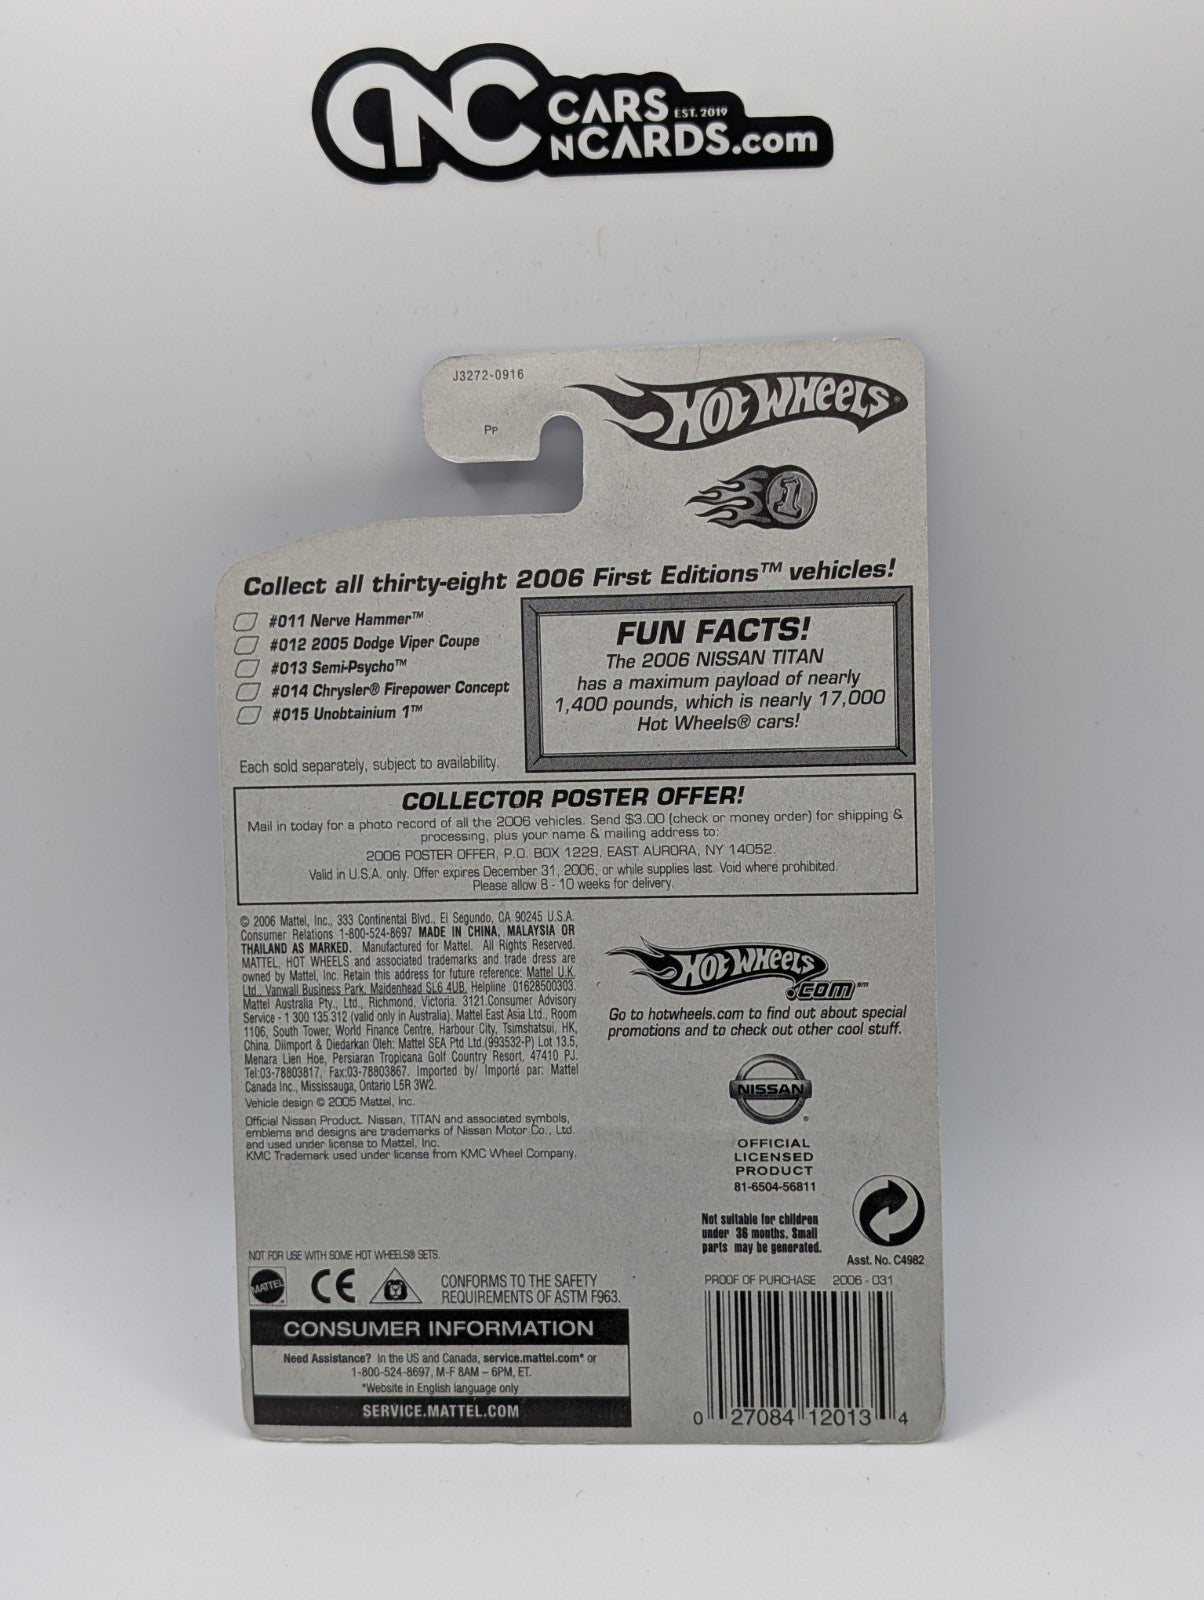 CNC CARS EST. 2019
NCARDS.com
J3272-0916
PP
HOT WHEELS®
1
Collect all thirty-eight 2006 First Editions™ vehicles!
#011 Nerve Hammer™
#012 2005 Dodge Viper Coupe
#013 Semi-Psycho™
#014 Chrysler® Firepower Concept
#015 Unobtainium 1™
Each sold separately, subject to availability.
FUN FACTS!
The 2006 NISSAN TITAN
has a maximum payload of nearly
1,400 pounds, which is nearly 17,000
Hot Wheels® cars!
COLLECTOR POSTER OFFER!
Mail in today for a photo record of all the 2006 vehicles. Send $3.00 (check or money order) for shipping &
processing, plus your name & mailing address to:
2006 POSTER OFFER, P.O. BOX 1229, EAST AURORA, NY 14052.
Valid in U.S.A. only. Offer expires December 31, 2006, or while supplies last. Void where prohibited.
Please allow 8 - 10 weeks for delivery.
© 2006 Mattel, Inc., 333 Continental Blvd., El Segundo, CA 90245 U.S.A.
Consumer Relations 1-800-524-8697. MADE IN CHINA, MALAYSIA OR
THAILAND AS MARKED. Manufactured for Mattel. All Rights Reserved.
MATTEL, HOT WHEELS and associated trademarks and trade dress are
owned by Mattel, Inc. Retain this address for future reference: Mattel U.K.
Ltd., Vanwall Business Park, Maidenhead SL6 4UB. Helpline 01628500303.
Mattel Australia Pty., Ltd., Richmond, Victoria. 3121.Consumer Advisory
Service - 1 300 135 312 (valid only in Australia). Mattel East Asia Ltd., Room
1106, South Tower, World Finance Centre, Harbour City, Tsimshatsui, HK,
China. Diimport & Diedarkan Oleh: Mattel SEA Ptd Ltd.(993532-P) Lot 13.5,
Menara Lien Hoe, Persiaran Tropicana Golf Country Resort, 47410 PJ.
Tel:03-78803817, Fax:03-78803867. Imported by/ Importé par: Mattel
Canada Inc., Mississauga, Ontario L5R 3W2.
Vehicle design © 2005 Mattel, Inc.
Official Nissan Product. Nissan, TITAN and associated symbols,
emblems and designs are trademarks of Nissan Motor Co., Ltd.
and used under license to Mattel, Inc.
KMC Trademark used under license from KMC Wheel Company.
HOT WHEELS
.COM℠
Go to hotwheels.com to find out about special
promotions and to check out other cool stuff.
NISSAN®
OFFICIAL
LICENSED
PRODUCT
81-6504-56811
Not suitable for children
under 36 months. Small
parts may be generated.
Asst. No. C4982
NOT FOR USE WITH SOME HOT WHEELS® SETS.
MATTEL®
CE
CONFORMS TO THE SAFETY
REQUIREMENTS OF ASTM F963.
CONSUMER INFORMATION
Need Assistance? In the US and Canada, service.mattel.com* or
1-800-524-8697, M-F 8AM – 6PM, ET.
*Website in English language only
SERVICE.MATTEL.COM
PROOF OF PURCHASE 2006 - 031
0 27084 12013 4